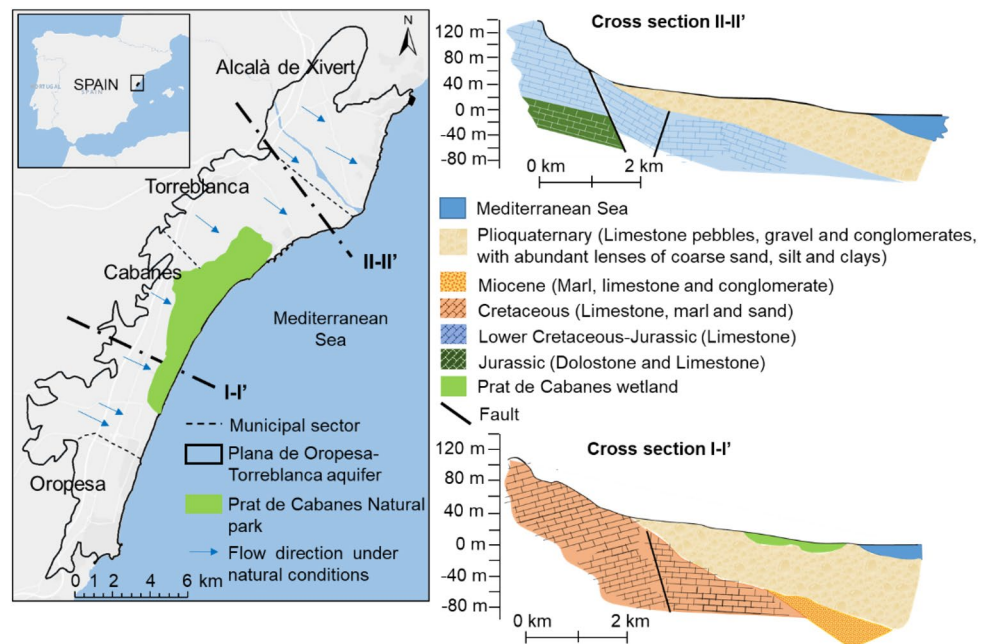 SPAIN
PORTUGAL
SPAIN
N
Alcalà de Xivert
Torreblanca
Cabanes
II-II’
Mediterranean
Sea
I-I’
Oropesa
Municipal sector
Plana de Oropesa-
Torreblanca aquifer
Prat de Cabanes Natural
park
Flow direction under
natural conditions
0 1 2 4 6 km
Cross section II-II’
120 m
80 m
40 m
0 m
-40 m
-80 m
0 km 2 km
Mediterranean Sea
Plioquaternary (Limestone pebbles, gravel and conglomerates,
with abundant lenses of coarse sand, silt and clays)
Miocene (Marl, limestone and conglomerate)
Cretaceous (Limestone, marl and sand)
Lower Cretaceous-Jurassic (Limestone)
Jurassic (Dolostone and Limestone)
Prat de Cabanes wetland
Fault
Cross section I-I’
120 m
80 m
40 m
0 m
-40 m
-80 m
0 km 2 km